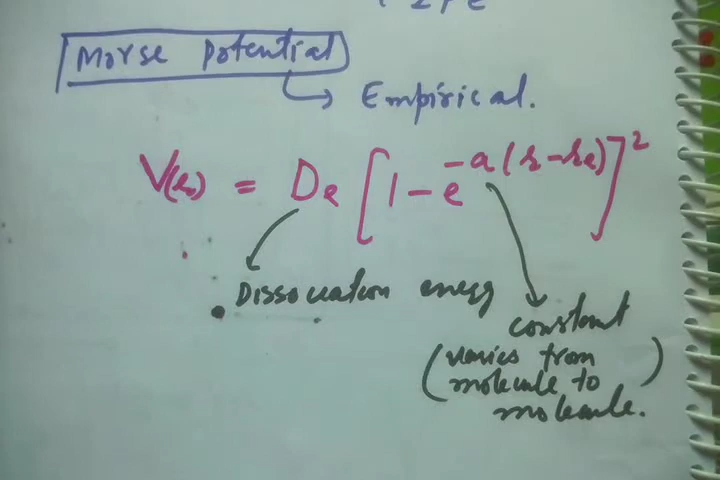 Morse Potential
Empirical.
V(r) = De [1 - e^-a(r-re)]^2
Dissociation energy
constant
(varies from
molecule to
molecule.)